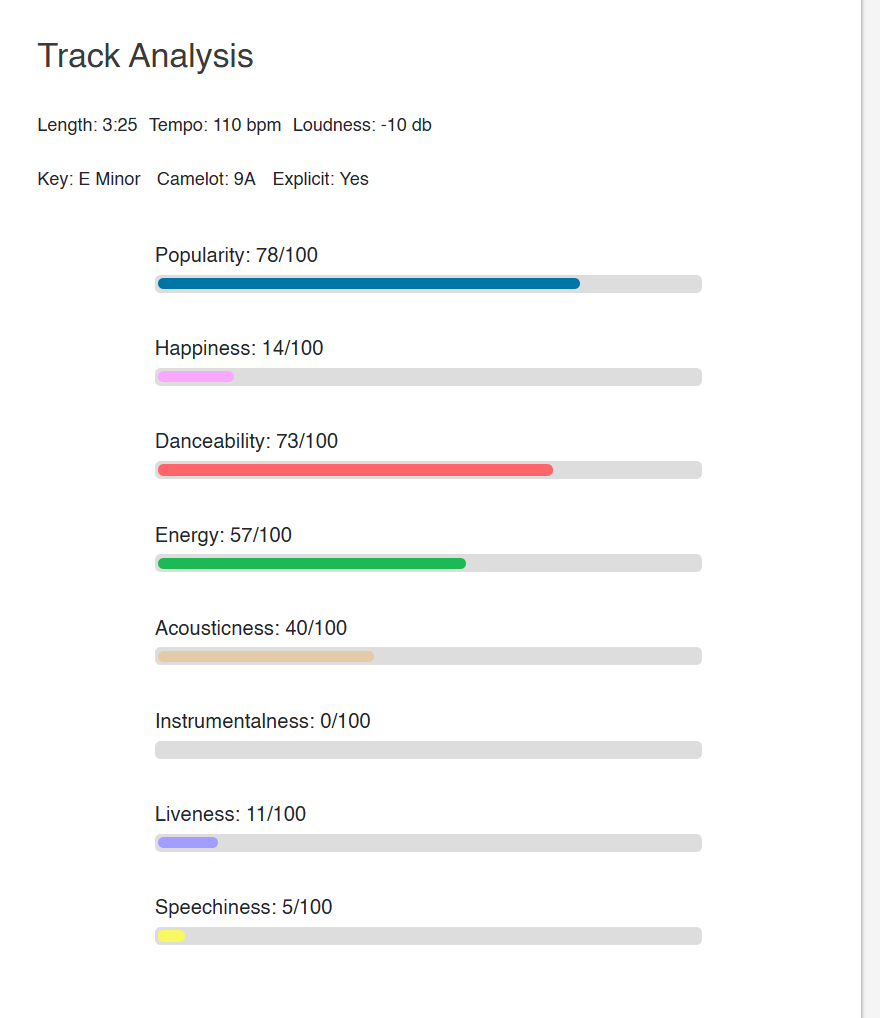 Track Analysis
Length: 3:25 Tempo: 110 bpm Loudness: -10 db
Key: E Minor Camelot: 9A Explicit: Yes
Popularity: 78/100
Happiness: 14/100
Danceability: 73/100
Energy: 57/100
Acousticness: 40/100
Instrumentalness: 0/100
Liveness: 11/100
Speechiness: 5/100